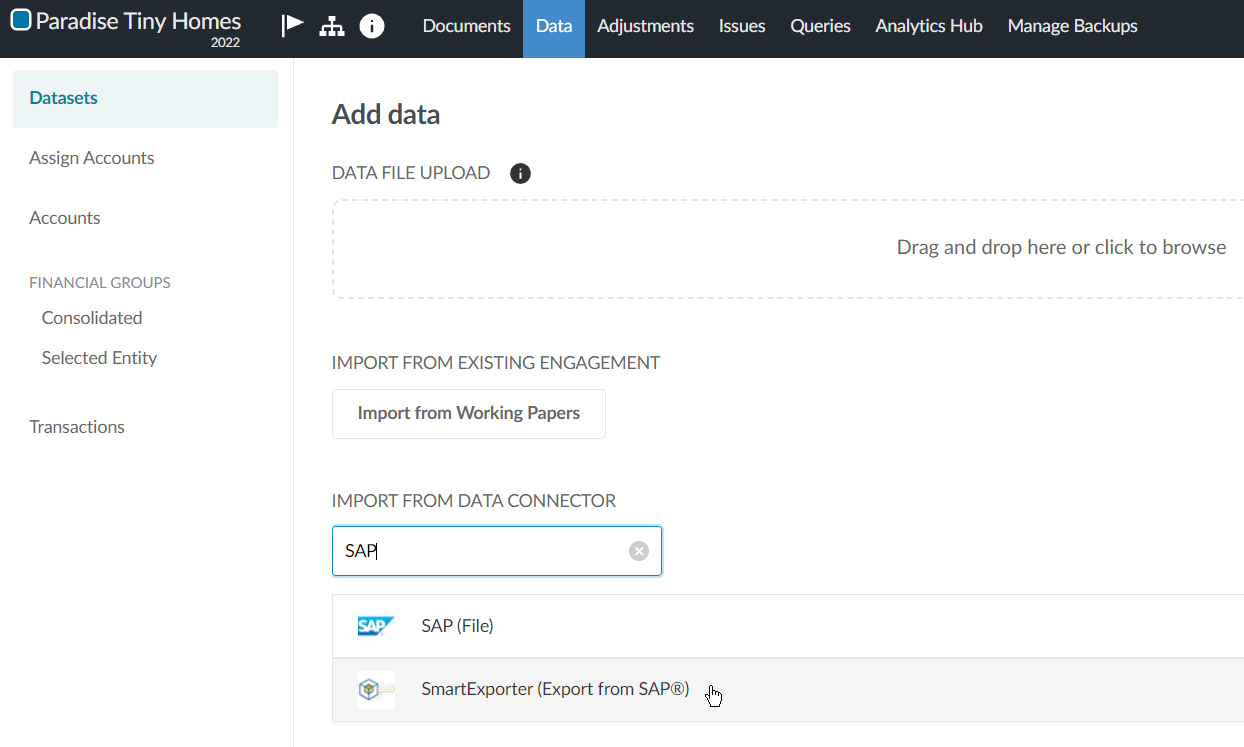 Paradise Tiny Homes
2022
Documents Data Adjustments Issues Queries Analytics Hub Manage Backups
Datasets
Assign Accounts
Accounts
FINANCIAL GROUPS
Consolidated
Selected Entity
Transactions
Add data
DATA FILE UPLOAD
Drag and drop here or click to browse
IMPORT FROM EXISTING ENGAGEMENT
Import from Working Papers
IMPORT FROM DATA CONNECTOR
SAP
SAP SAP (File)
SmartExporter (Export from SAP®)